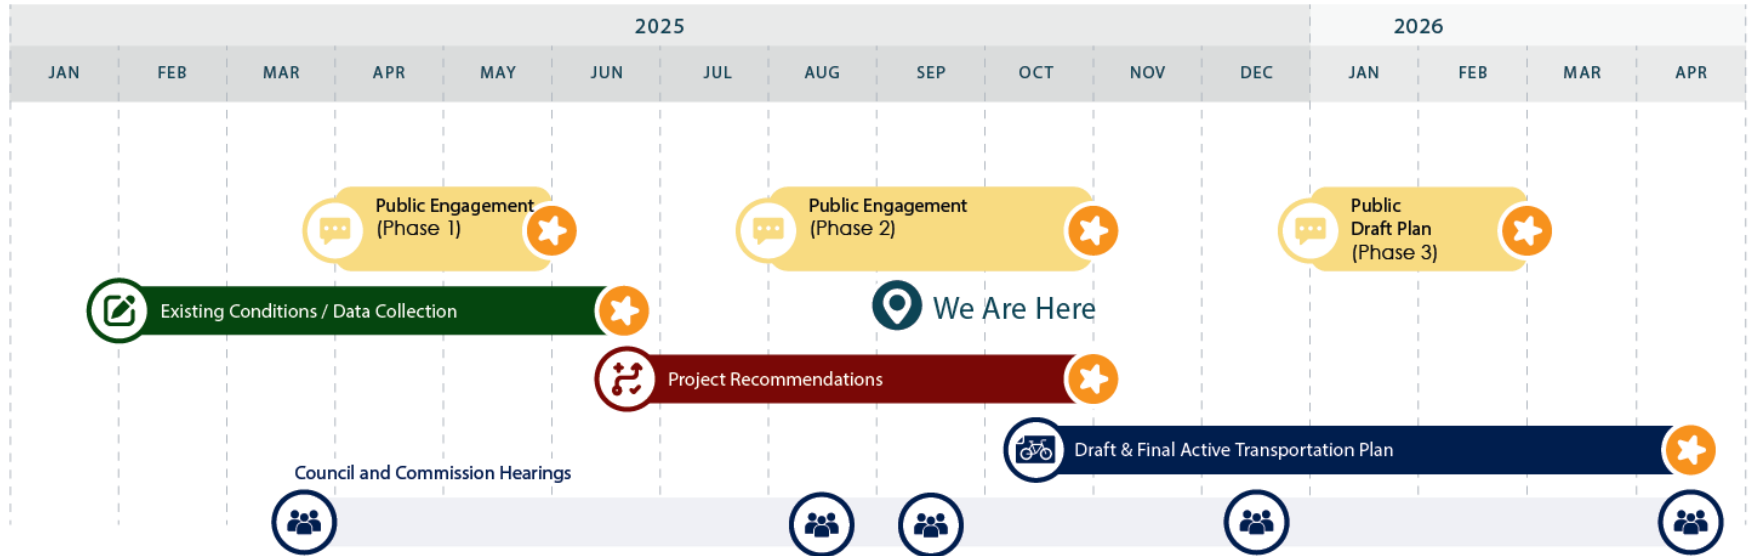 2025 2026
JAN FEB MAR APR MAY JUN JUL AUG SEP OCT NOV DEC JAN FEB MAR APR
Public Engagement
(Phase 1)
Public Engagement
(Phase 2)
Public
Draft Plan
(Phase 3)
Existing Conditions / Data Collection
We Are Here
Project Recommendations
Draft & Final Active Transportation Plan
Council and Commission Hearings